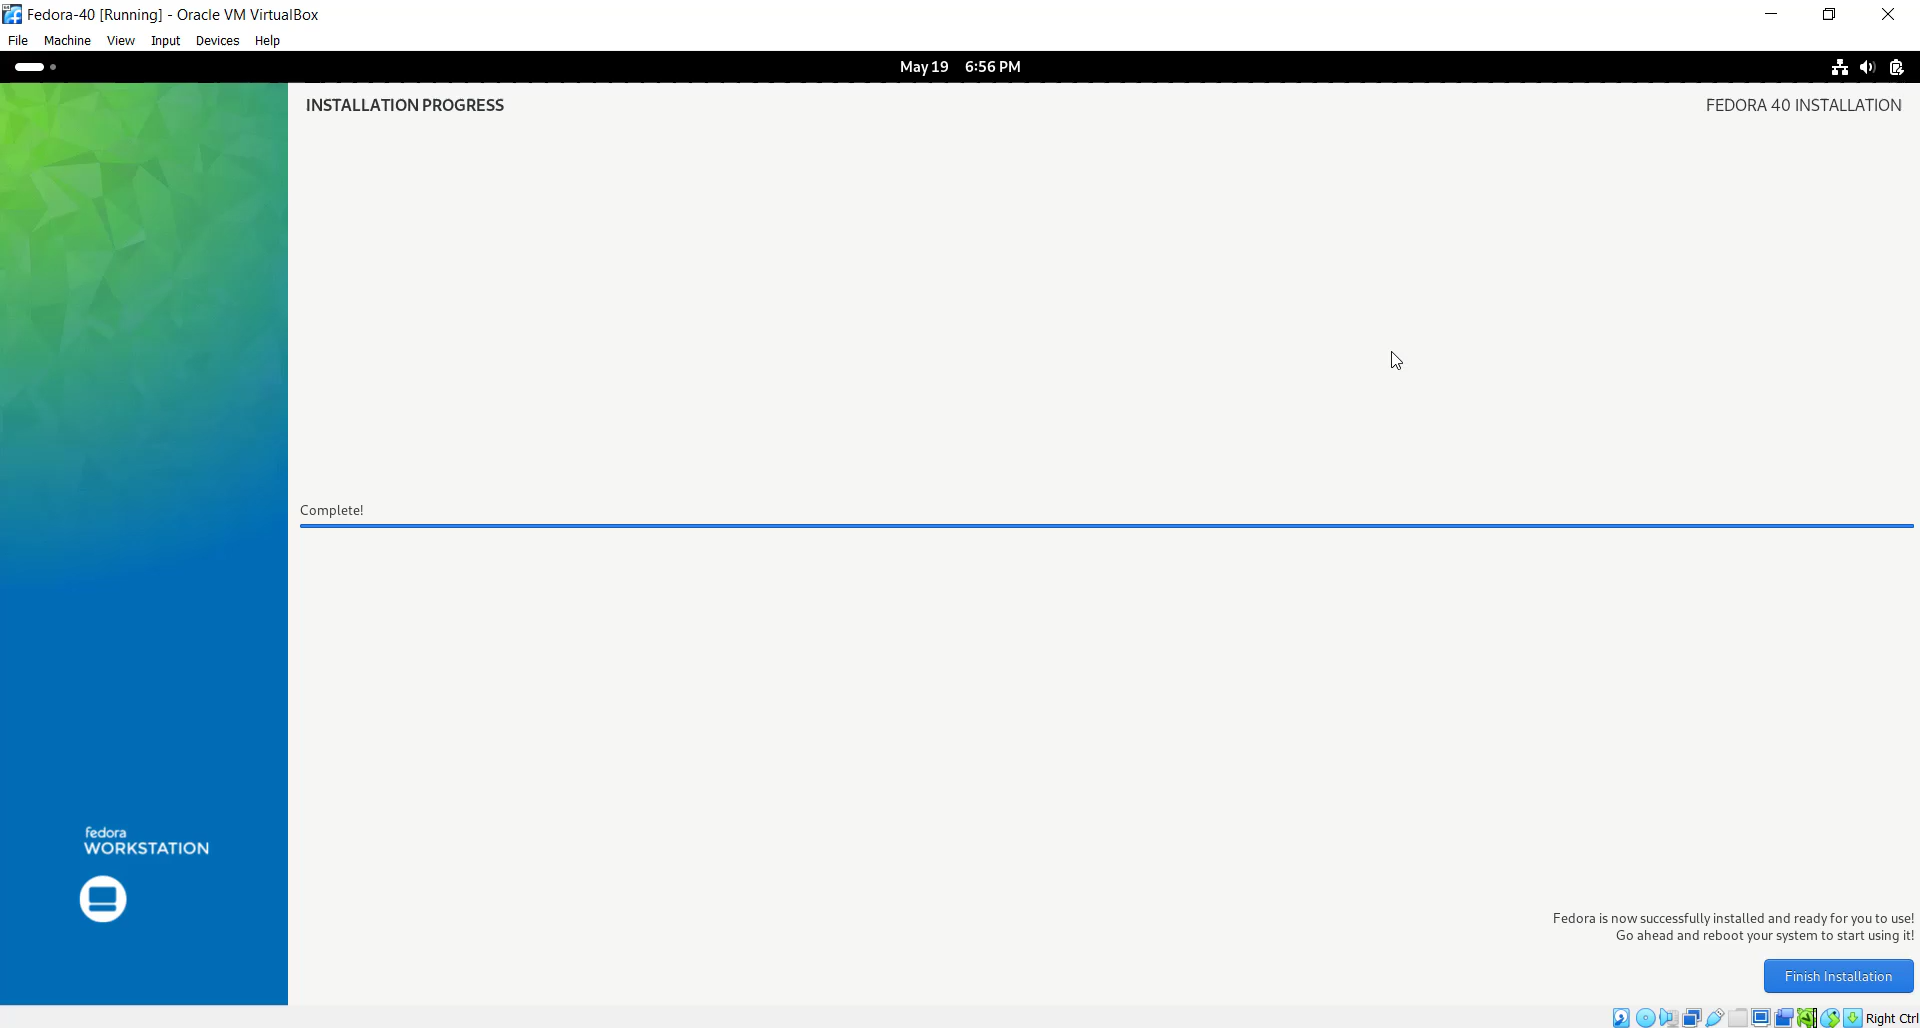 Fedora-40 [Running] - Oracle VM VirtualBox
File Machine View Input Devices Help
May 19 6:56 PM
INSTALLATION PROGRESS
FEDORA 40 INSTALLATION
Complete!
fedora
WORKSTATION
Fedora is now successfully installed and ready for you to use!
Go ahead and reboot your system to start using it!
Finish Installation
Right Ctrl